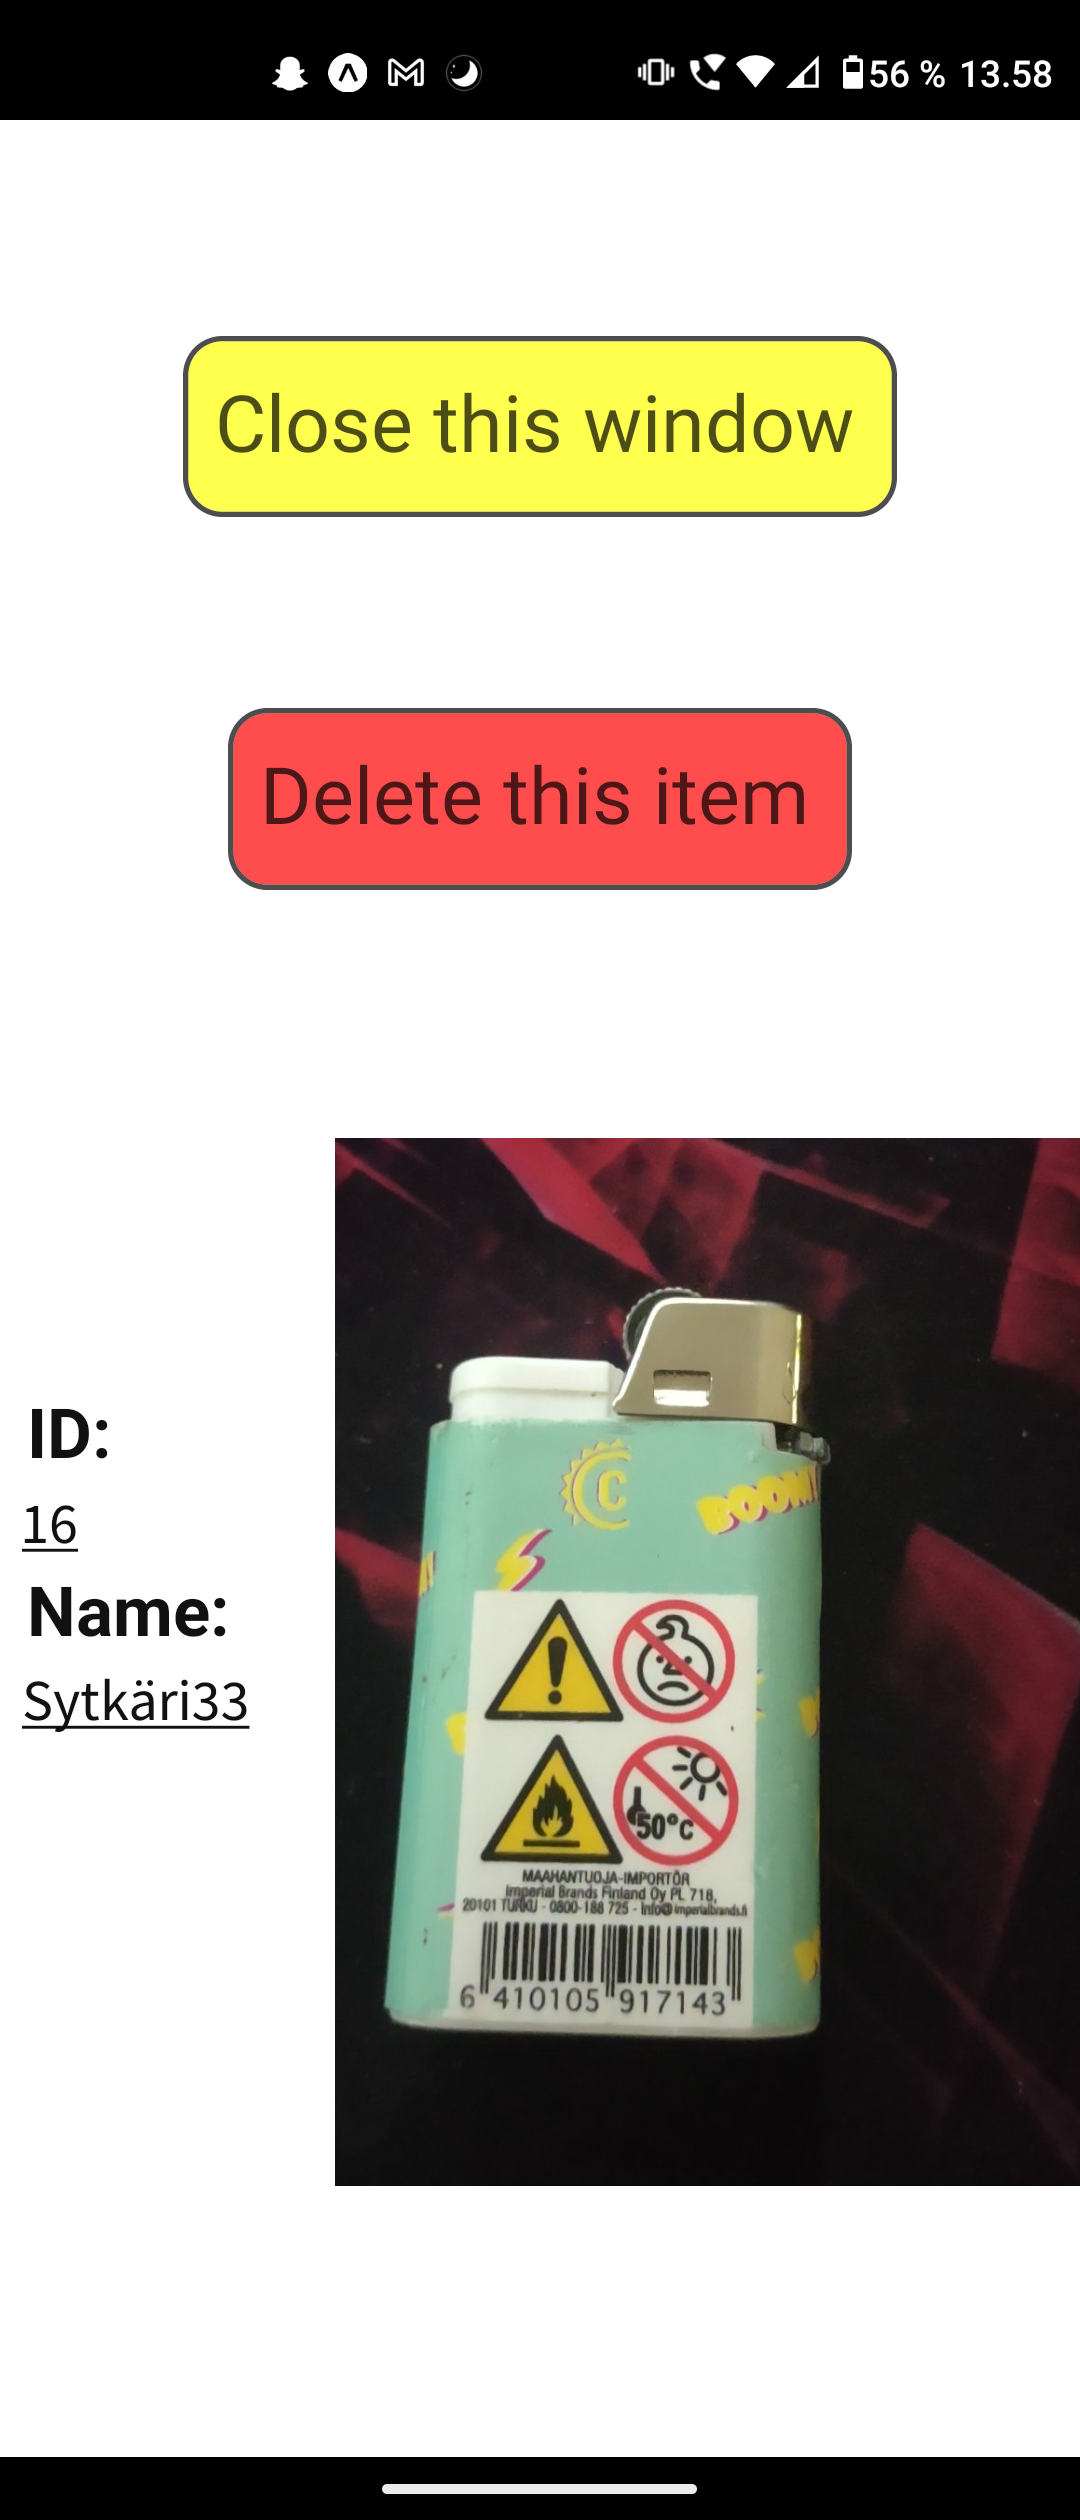 56 % 13.58
Close this window
Delete this item
ID:
16
Name:
Sytkäri33
C
BOOM!
50°C
MAAHANTUOJA-IMPORTÖR
Imperial Brands Finland Oy PL 718,
20101 TURKU - 0800-188 725 - info@imperialbrands.fi
6 410105 917143